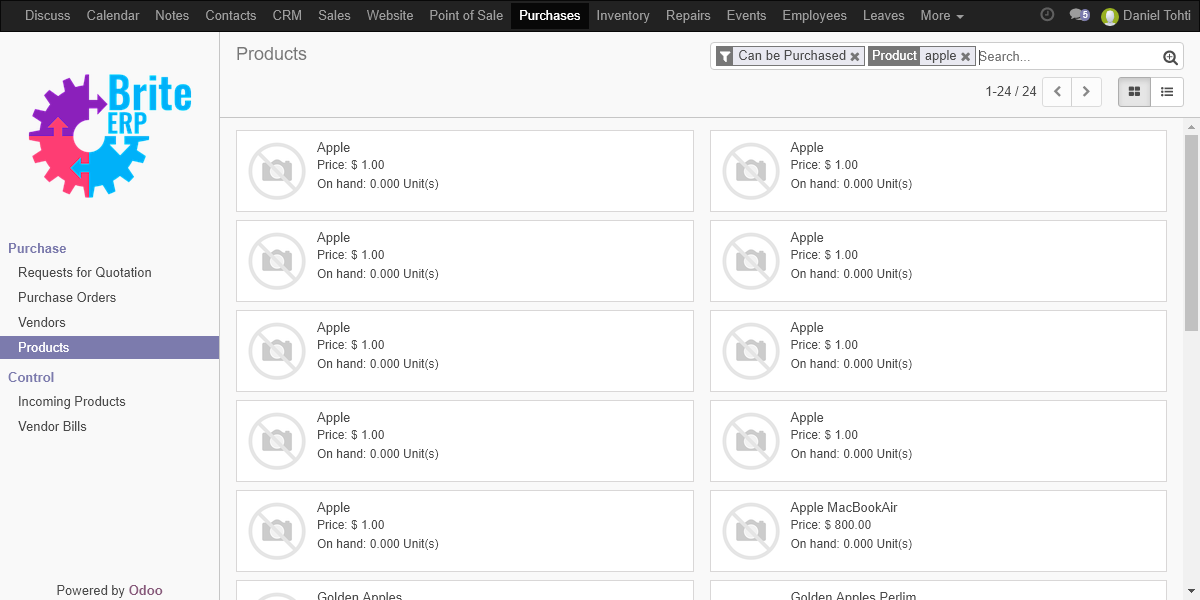 Discuss Calendar Notes Contacts CRM Sales Website Point of Sale Purchases Inventory Repairs Events Employees Leaves More 5 Daniel Tohti
Brite
ERP
Purchase
Requests for Quotation
Purchase Orders
Vendors
Products
Control
Incoming Products
Vendor Bills
Powered by Odoo
Products
Can be Purchased Product apple Search...
1-24 / 24
Apple
Price: $ 1.00
On hand: 0.000 Unit(s)
Apple
Price: $ 1.00
On hand: 0.000 Unit(s)
Apple
Price: $ 1.00
On hand: 0.000 Unit(s)
Apple
Price: $ 1.00
On hand: 0.000 Unit(s)
Apple
Price: $ 1.00
On hand: 0.000 Unit(s)
Apple
Price: $ 1.00
On hand: 0.000 Unit(s)
Apple
Price: $ 1.00
On hand: 0.000 Unit(s)
Apple
Price: $ 1.00
On hand: 0.000 Unit(s)
Apple
Price: $ 1.00
On hand: 0.000 Unit(s)
Apple MacBookAir
Price: $ 800.00
On hand: 0.000 Unit(s)
Golden Apples
Golden Apples Perlim